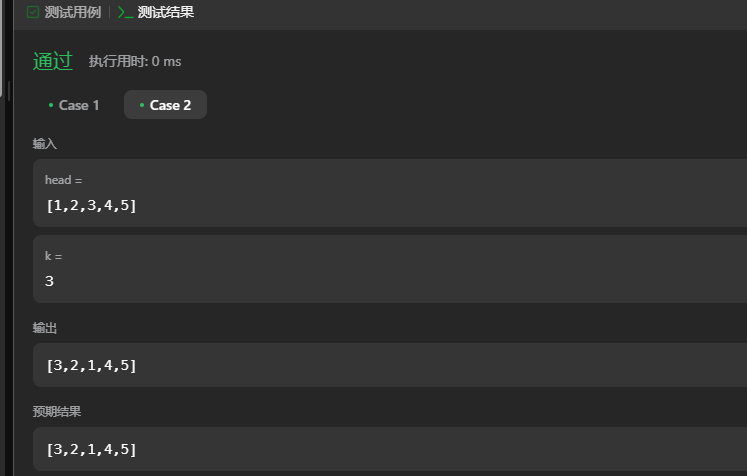 测试用例 | >_ 测试结果
通过 执行用时: 0 ms
• Case 1 • Case 2
输入
head =
[1,2,3,4,5]
k =
3
输出
[3,2,1,4,5]
预期结果
[3,2,1,4,5]